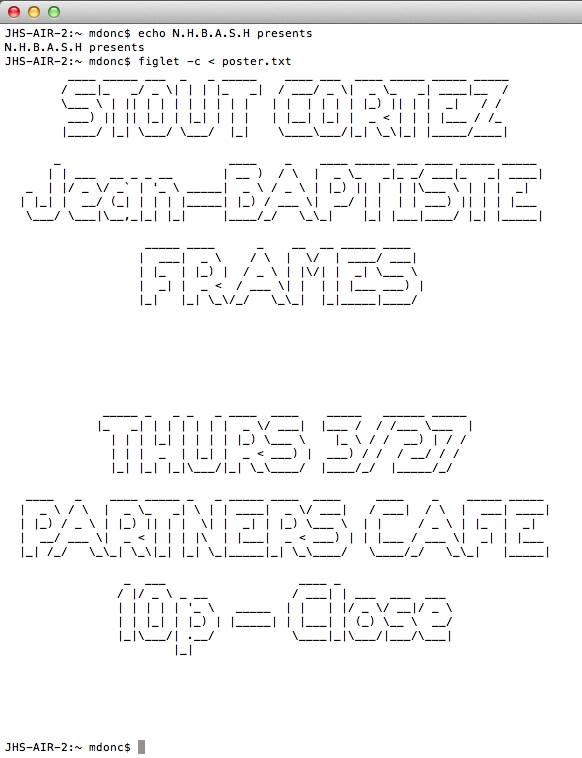 JHS-AIR-2:~ mdonc$ echo N.H.B.A.S.H presents
N.H.B.A.S.H presents
JHS-AIR-2:~ mdonc$ figlet -c < poster.txt
STOUT CORTEZ
Jean-BAPTISTE
FRAMES
THURS 3/27
PARTNERS CAFE
10p - Close
JHS-AIR-2:~ mdonc$